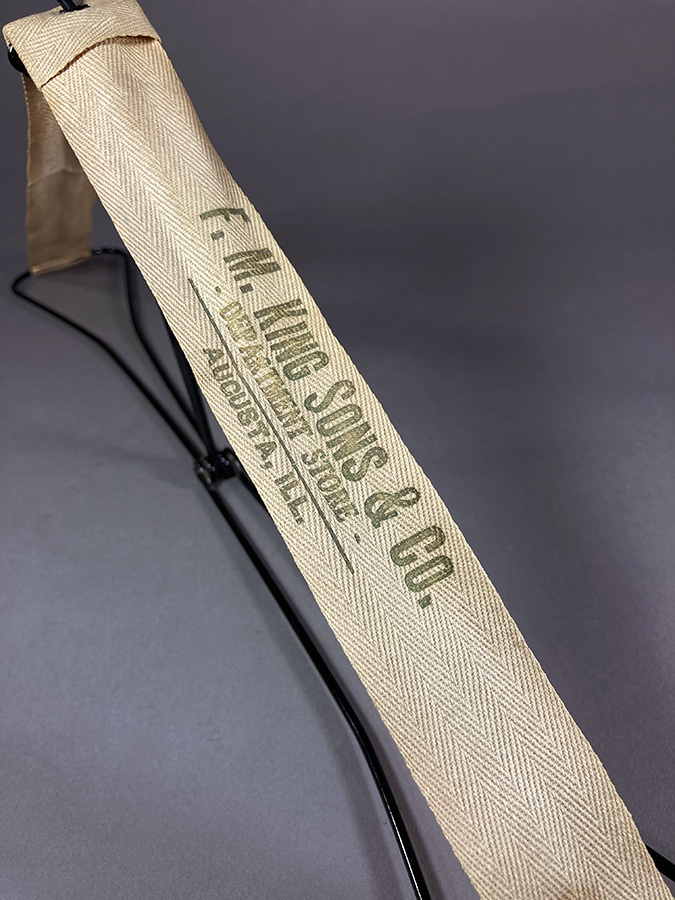 F. M. KING SONS & CO.
· DEPARTMENT STORE ·
AUGUSTA, ILL.